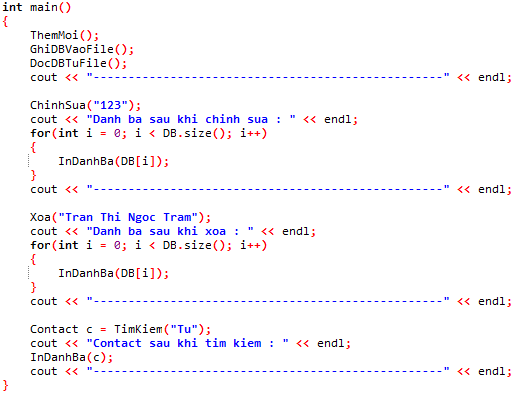 int main()
{
    ThemMoi();
    GhiDBVaoFile();
    DocDBTuFile();
    cout << "--------------------------------------------------" << endl;
    ChinhSua("123");
    cout << "Danh ba sau khi chinh sua : " << endl;
    for(int i = 0; i < DB.size(); i++)
    {
        InDanhBa(DB[i]);
    }
    cout << "--------------------------------------------------" << endl;
    Xoa("Tran Thi Ngoc Tram");
    cout << "Danh ba sau khi xoa : " << endl;
    for(int i = 0; i < DB.size(); i++)
    {
        InDanhBa(DB[i]);
    }
    cout << "--------------------------------------------------" << endl;
    Contact c = TimKiem("Tu");
    cout << "Contact sau khi tim kiem : " << endl;
    InDanhBa(c);
    cout << "--------------------------------------------------" << endl;
}